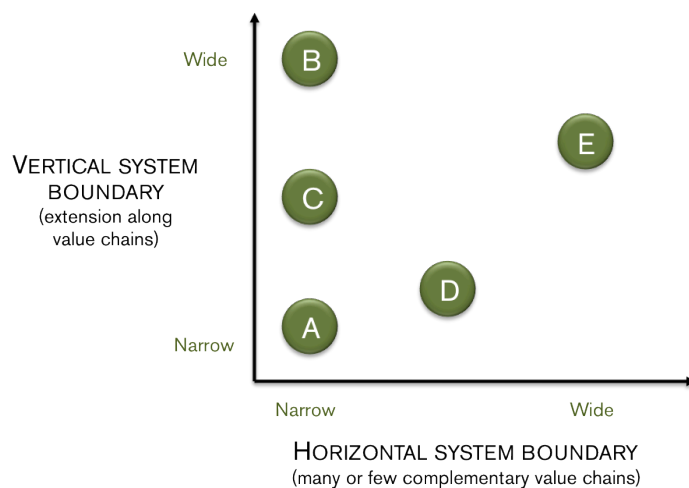 B
Wide
E
VERTICAL SYSTEM
BOUNDARY
(extension along
value chains)
C
D
A
Narrow
Narrow
Wide
HORIZONTAL SYSTEM BOUNDARY
(many or few complementary value chains)